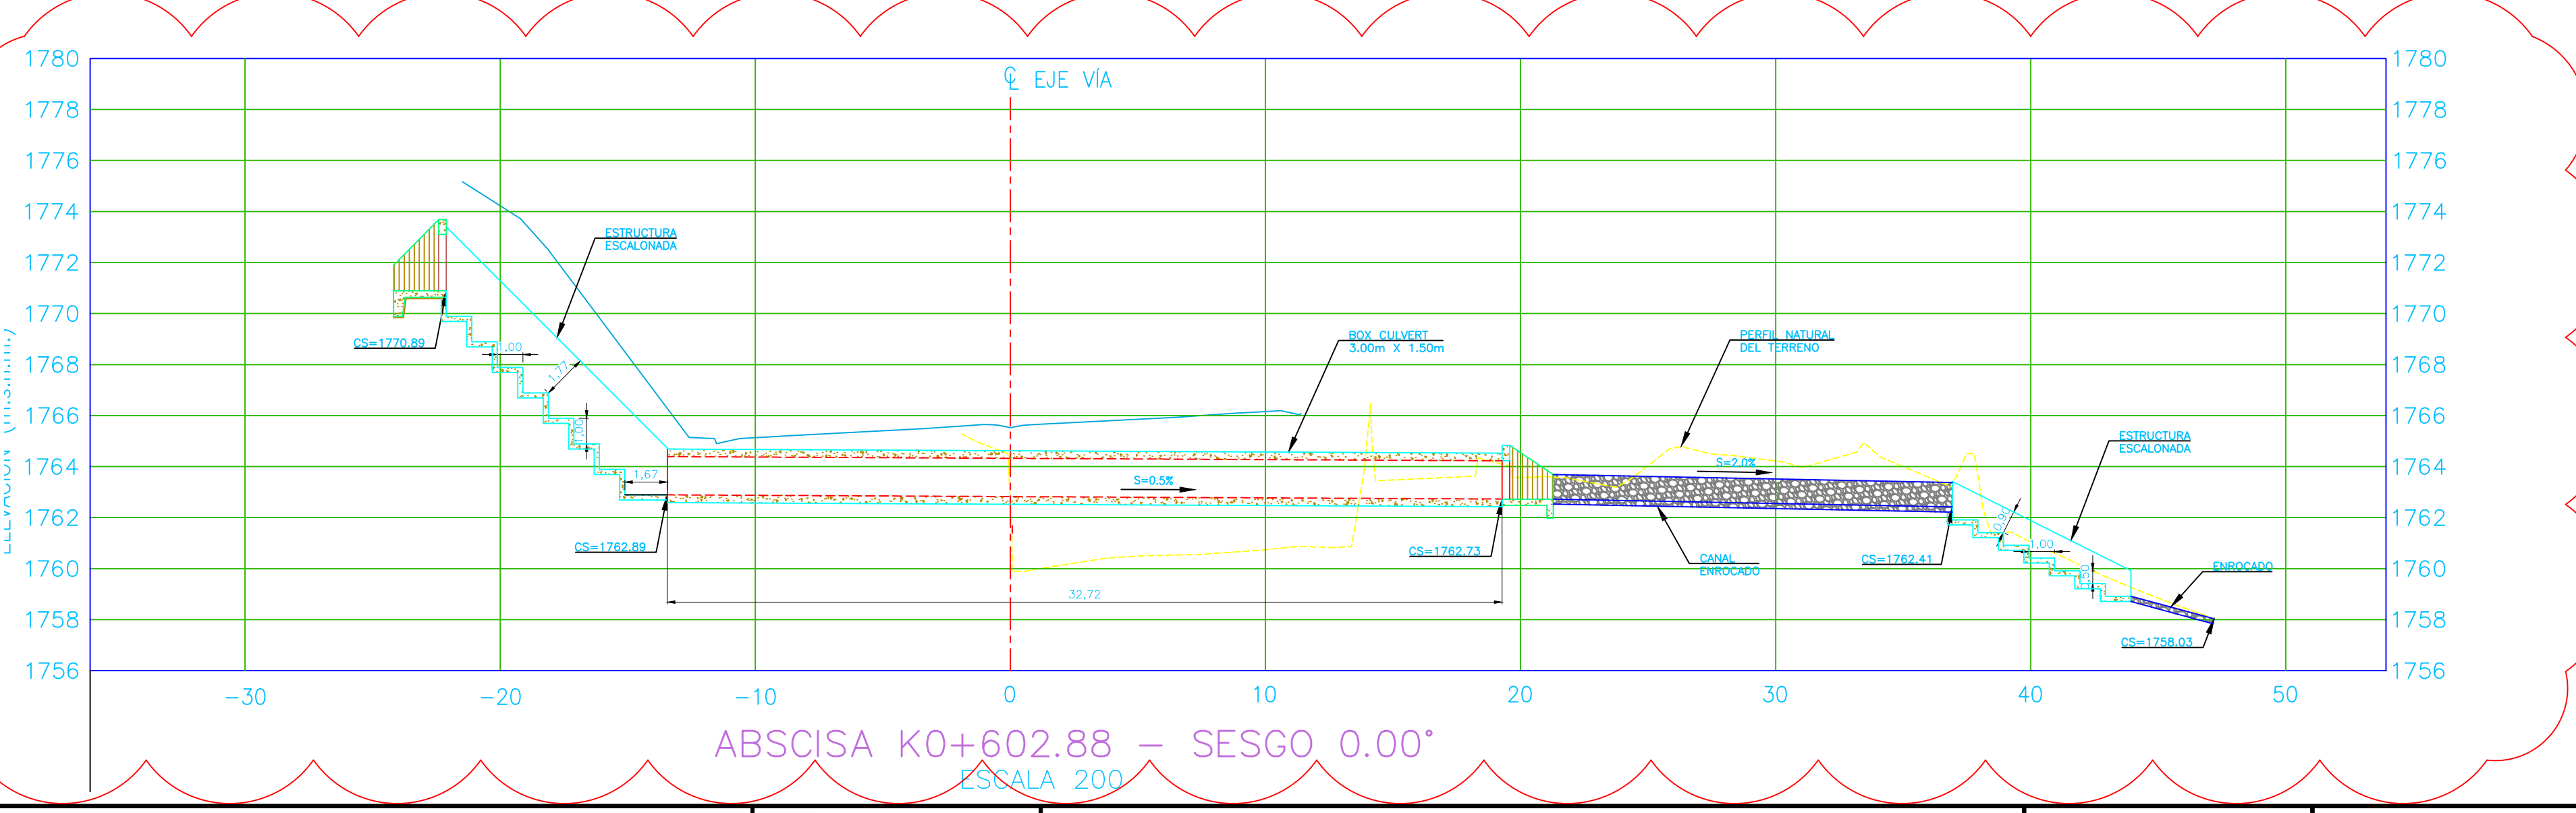 1780
1778
1776
1774
1772
1770
1768
1766
1764
1762
1760
1758
1756
℄ EJE VÍA
ESTRUCTURA
ESCALONADA
CS=1770.89
1,00
1,77
1,00
1,67
CS=1762.89
BOX CULVERT
3.00m X 1.50m
S=0.5%
32,72
CS=1762.73
PERFIL NATURAL
DEL TERRENO
S=2.0%
CANAL
ENROCADO
CS=1762.41
ESTRUCTURA
ESCALONADA
0,90
1,00
ENROCADO
CS=1758.03
1780
1778
1776
1774
1772
1770
1768
1766
1764
1762
1760
1758
1756
-30 -20 -10 0 10 20 30 40 50
ABSCISA K0+602.88 – SESGO 0.00°
ESCALA 200